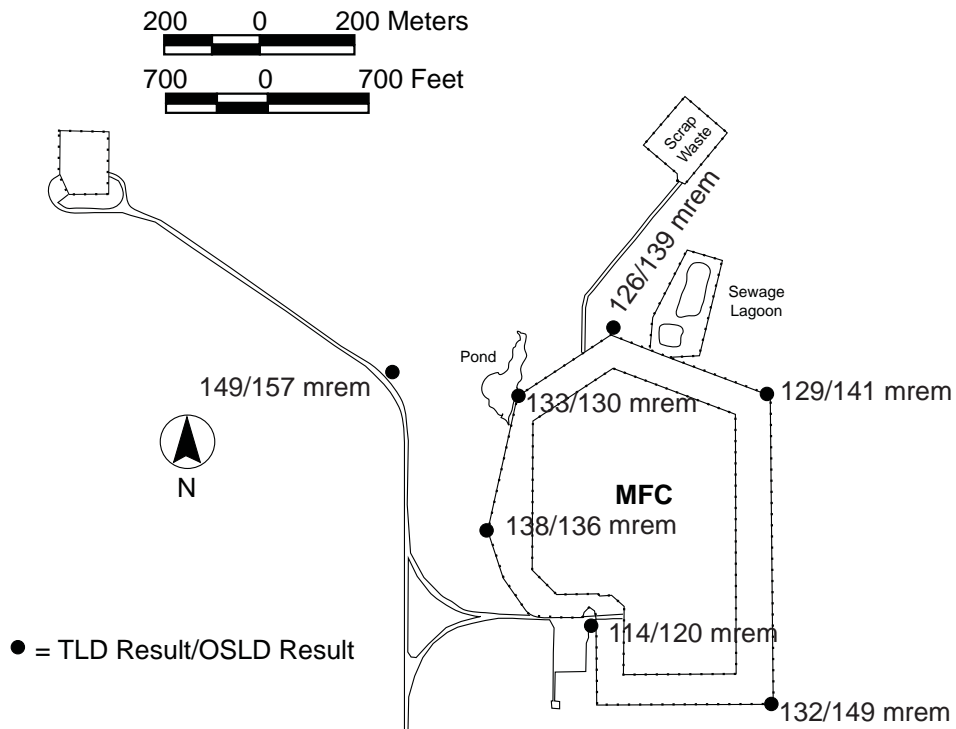 200 0 200 Meters
700 0 700 Feet
Scrap
Waste
126/139 mrem
Sewage
Lagoon
Pond
149/157 mrem
133/130 mrem
129/141 mrem
N
MFC
138/136 mrem
114/120 mrem
= TLD Result/OSLD Result
132/149 mrem